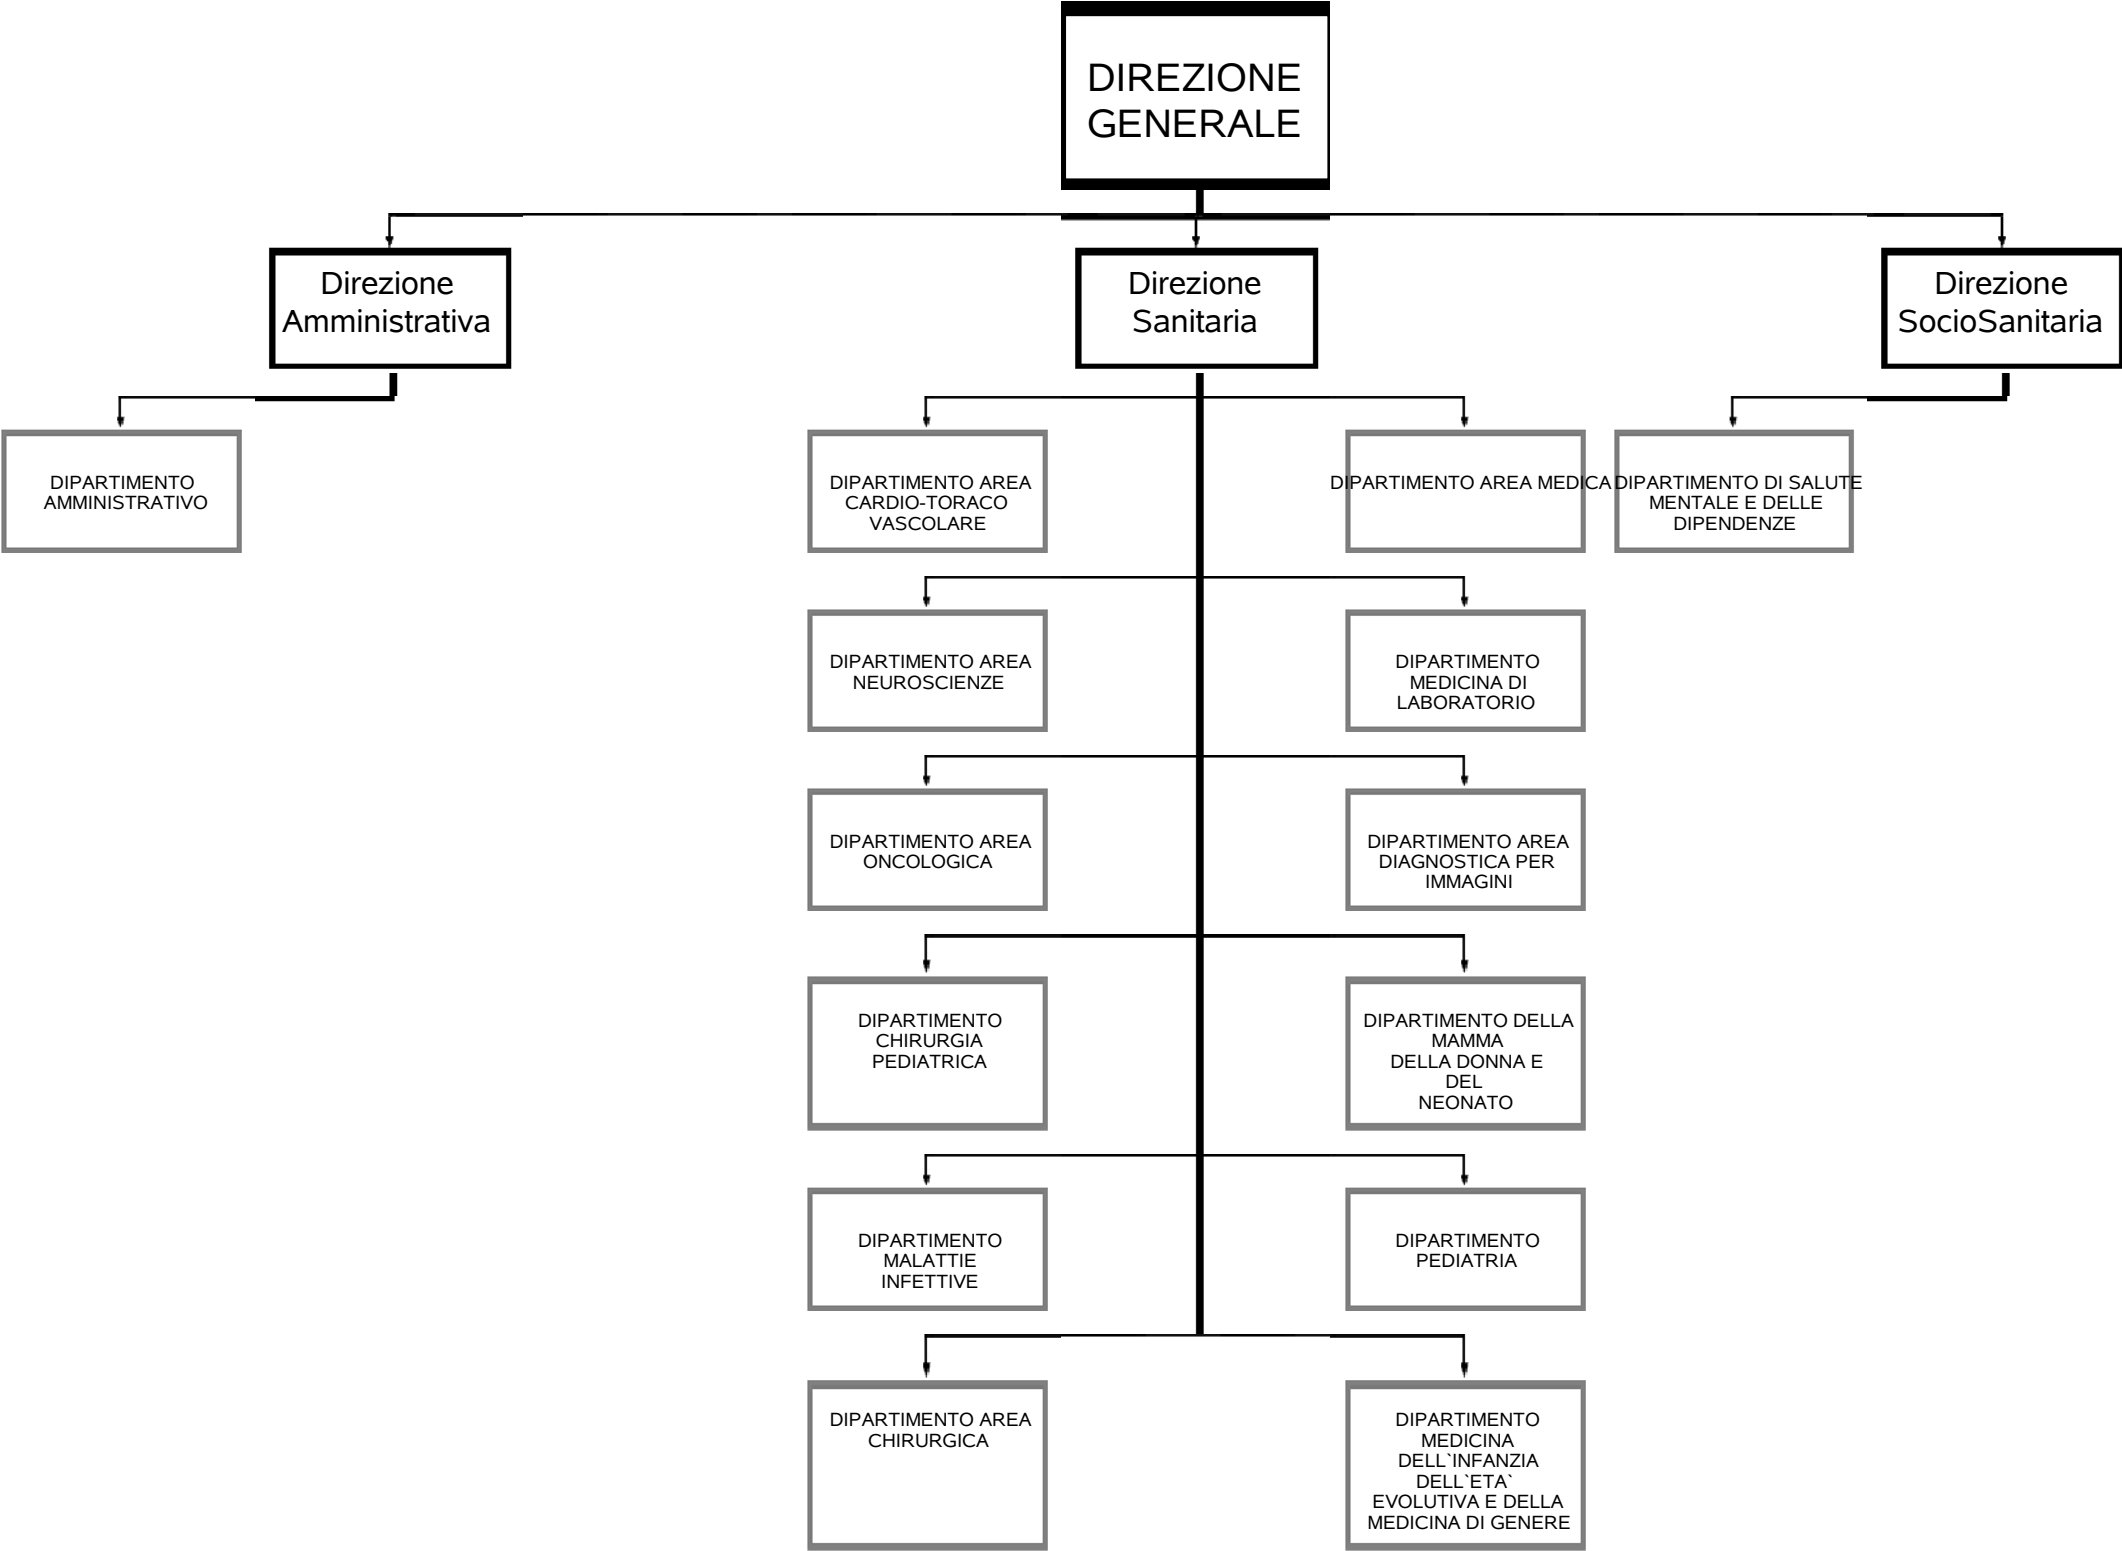 DIREZIONE
GENERALE
Direzione
Amministrativa
Direzione
Sanitaria
Direzione
SocioSanitaria
DIPARTIMENTO
AMMINISTRATIVO
DIPARTIMENTO AREA
CARDIO-TORACO
VASCOLARE
DIPARTIMENTO AREA MEDICA
DIPARTIMENTO DI SALUTE
MENTALE E DELLE
DIPENDENZE
DIPARTIMENTO AREA
NEUROSCIENZE
DIPARTIMENTO
MEDICINA DI
LABORATORIO
DIPARTIMENTO AREA
ONCOLOGICA
DIPARTIMENTO AREA
DIAGNOSTICA PER
IMMAGINI
DIPARTIMENTO
CHIRURGIA
PEDIATRICA
DIPARTIMENTO DELLA
MAMMA
DELLA DONNA E
DEL
NEONATO
DIPARTIMENTO
MALATTIE
INFETTIVE
DIPARTIMENTO
PEDIATRIA
DIPARTIMENTO AREA
CHIRURGICA
DIPARTIMENTO
MEDICINA
DELL`INFANZIA
DELL`ETA`
EVOLUTIVA E DELLA
MEDICINA DI GENERE